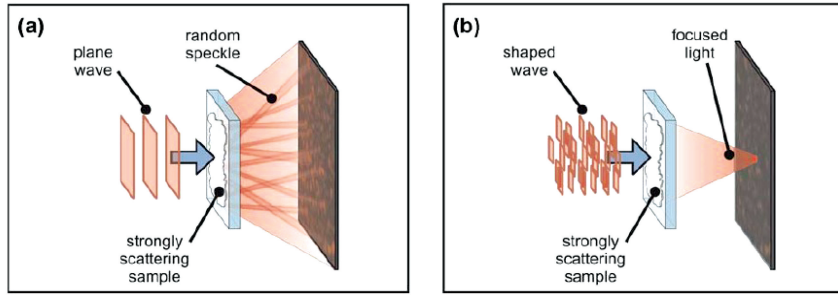 (a)
plane
wave
random
speckle
strongly
scattering
sample
(b)
shaped
wave
focused
light
strongly
scattering
sample